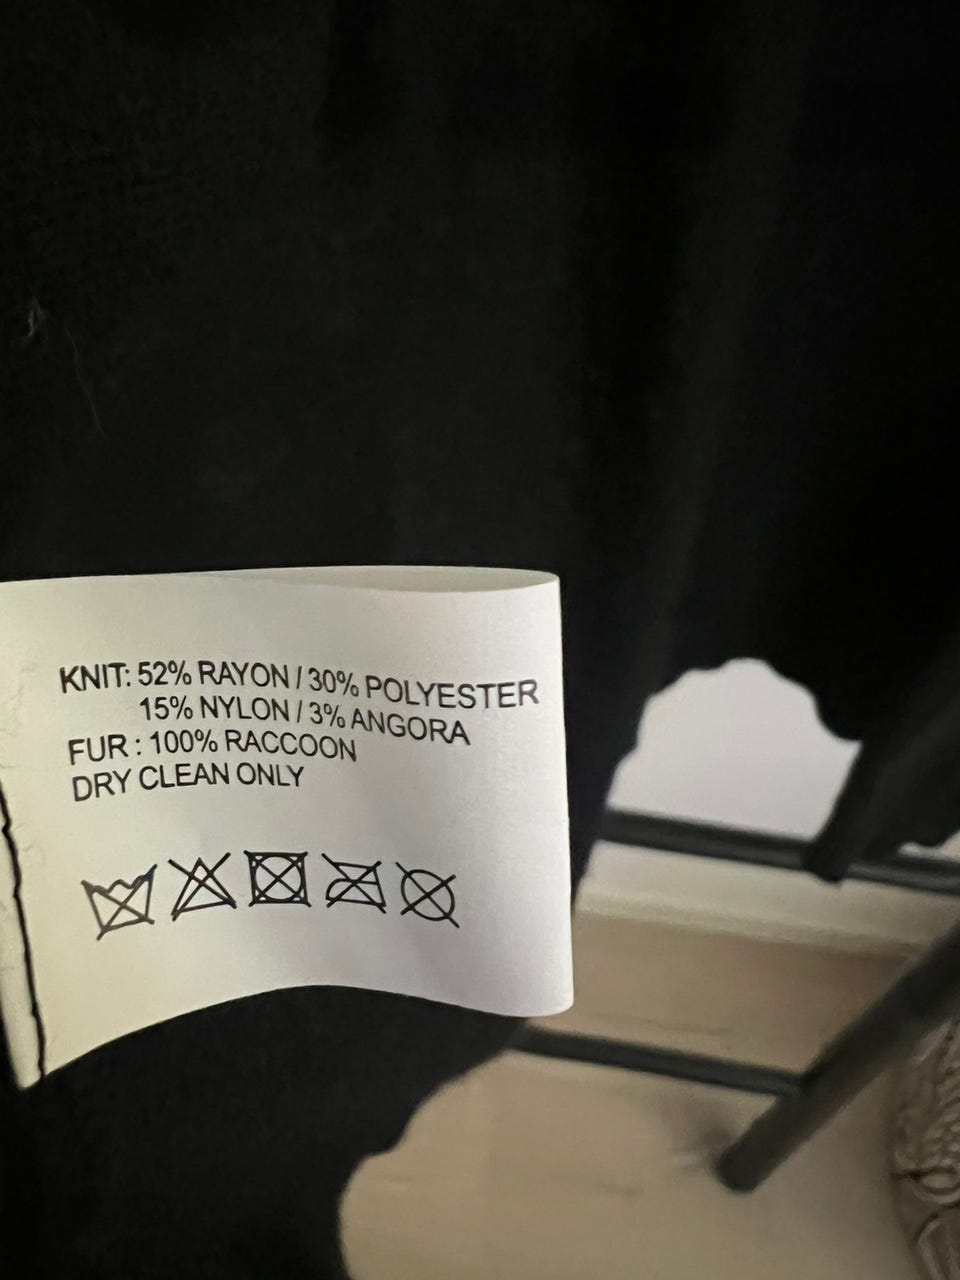 KNIT: 52% RAYON / 30% POLYESTER
15% NYLON / 3% ANGORA
FUR : 100% RACCOON
DRY CLEAN ONLY